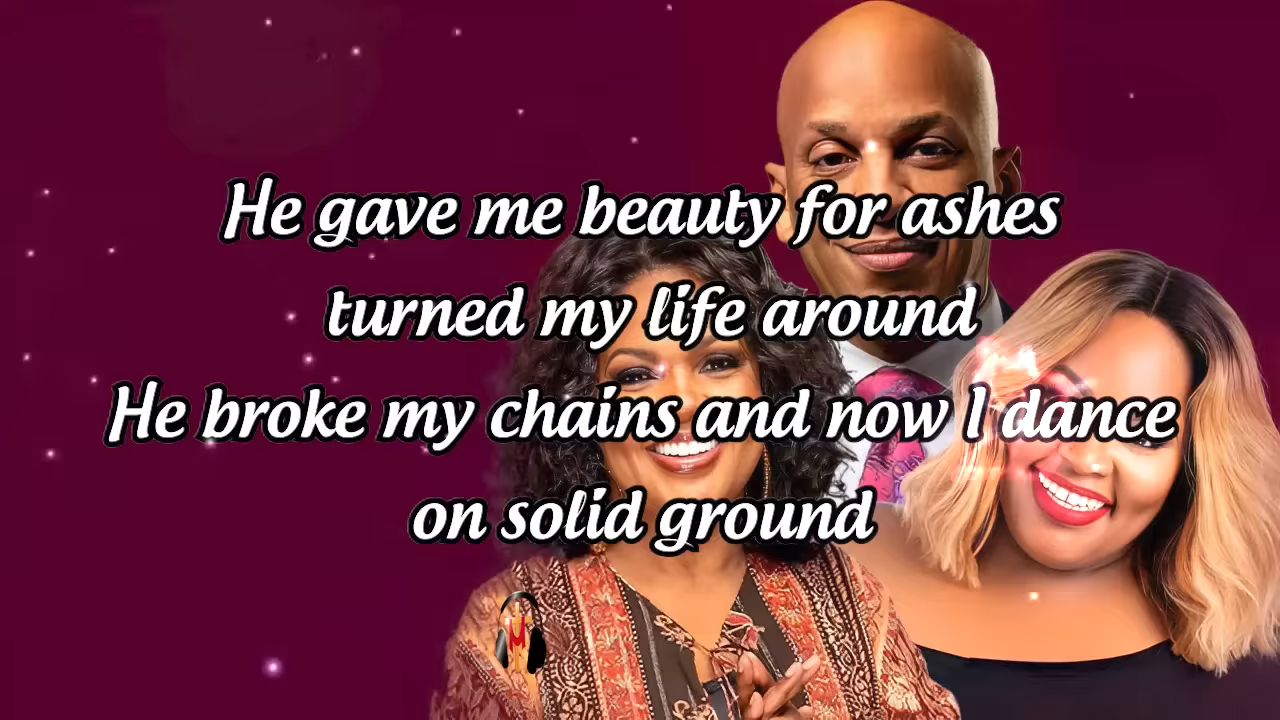 He gave me beauty for ashes
turned my life around
He broke my chains and now I dance
on solid ground